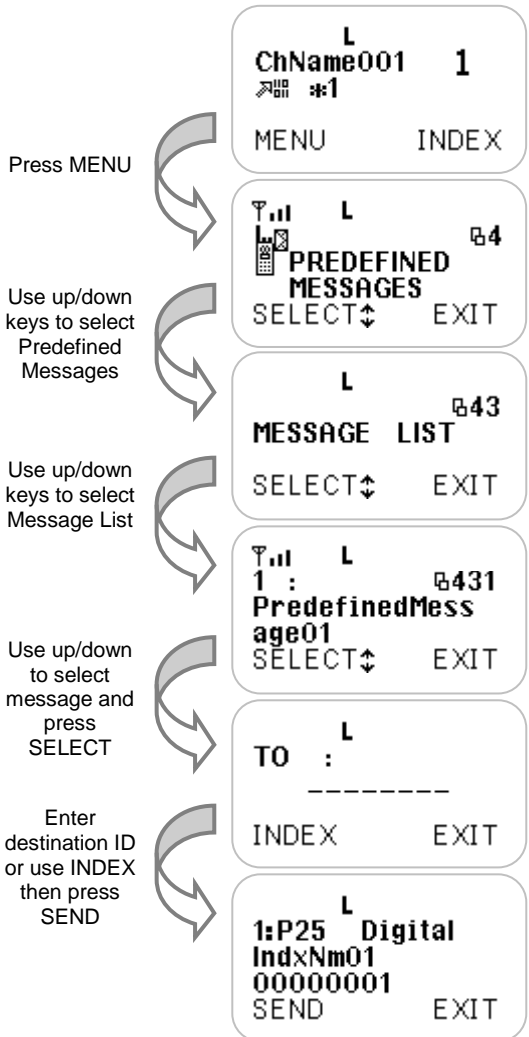 L
ChName001 1
*1
MENU INDEX
Press MENU
L
4
PREDEFINED
MESSAGES
SELECT EXIT
Use up/down
keys to select
Predefined
Messages
L
43
MESSAGE LIST
SELECT EXIT
Use up/down
keys to select
Message List
L
1 : 431
PredefinedMess
age01
SELECT EXIT
Use up/down
to select
message and
press
SELECT
L
TO :
--------
INDEX EXIT
Enter
destination ID
or use INDEX
then press
SEND
L
1:P25 Digital
IndxNm01
00000001
SEND EXIT